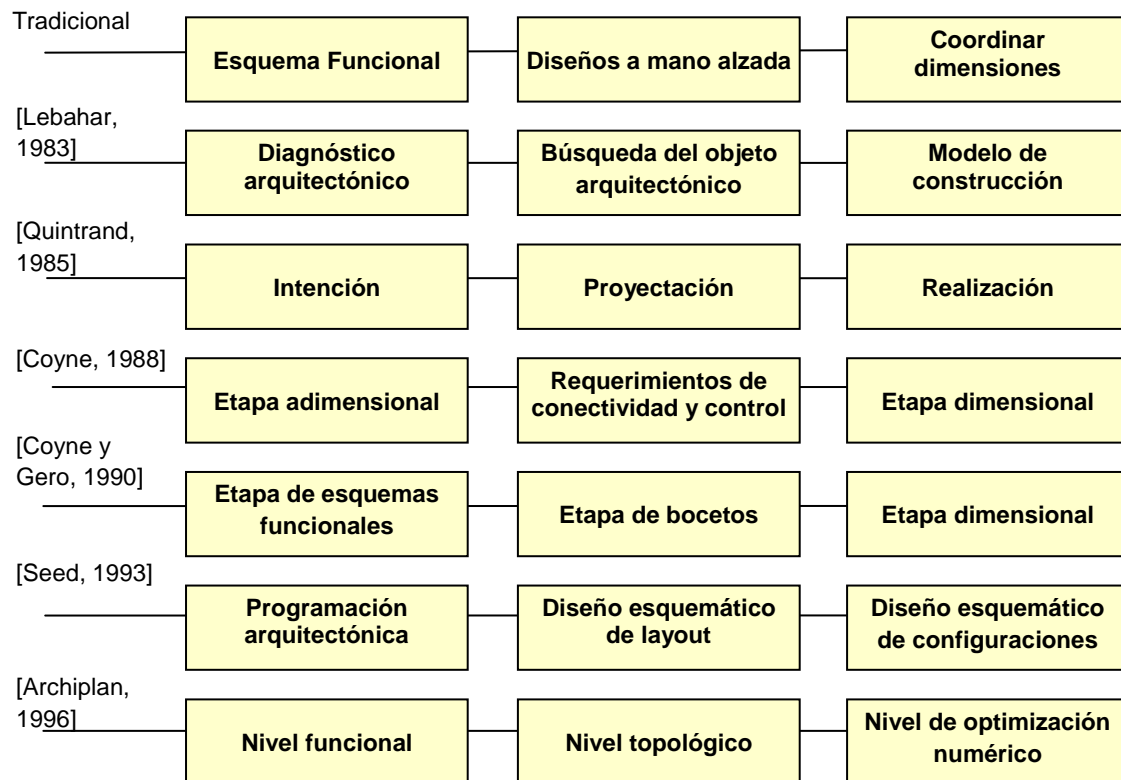 Tradicional
Esquema Funcional
Diseños a mano alzada
Coordinar
dimensiones
[Lebahar,
1983]
Diagnóstico
arquitectónico
Búsqueda del objeto
arquitectónico
Modelo de
construcción
[Quintrand,
1985]
Intención
Proyectación
Realización
[Coyne, 1988]
Etapa adimensional
Requerimientos de
conectividad y control
Etapa dimensional
[Coyne y
Gero, 1990]
Etapa de esquemas
funcionales
Etapa de bocetos
Etapa dimensional
[Seed, 1993]
Programación
arquitectónica
Diseño esquemático
de layout
Diseño esquemático
de configuraciones
[Archiplan,
1996]
Nivel funcional
Nivel topológico
Nivel de optimización
numérico